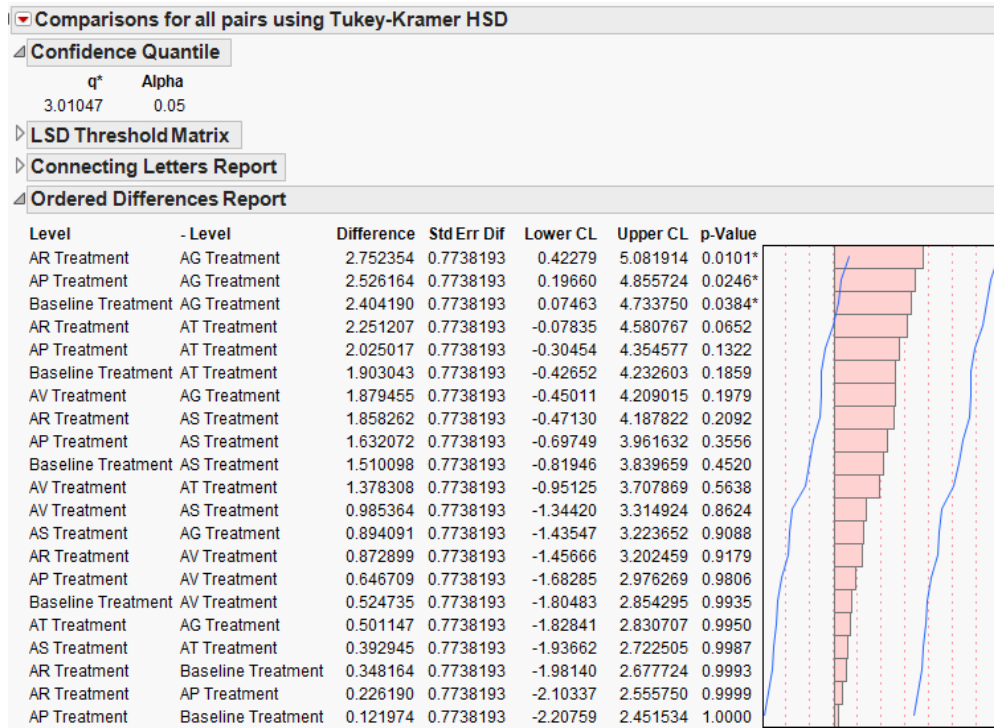 Comparisons for all pairs using Tukey-Kramer HSD
Confidence Quantile
q* Alpha
3.01047 0.05
LSD Threshold Matrix
Connecting Letters Report
Ordered Differences Report
Level - Level Difference Std Err Dif Lower CL Upper CL p-Value
AR Treatment AG Treatment 2.752354 0.7738193 0.42279 5.081914 0.0101*
AP Treatment AG Treatment 2.526164 0.7738193 0.19660 4.855724 0.0246*
Baseline Treatment AG Treatment 2.404190 0.7738193 0.07463 4.733750 0.0384*
AR Treatment AT Treatment 2.251207 0.7738193 -0.07835 4.580767 0.0652
AP Treatment AT Treatment 2.025017 0.7738193 -0.30454 4.354577 0.1322
Baseline Treatment AT Treatment 1.903043 0.7738193 -0.42652 4.232603 0.1859
AV Treatment AG Treatment 1.879455 0.7738193 -0.45011 4.209015 0.1979
AR Treatment AS Treatment 1.858262 0.7738193 -0.47130 4.187822 0.2092
AP Treatment AS Treatment 1.632072 0.7738193 -0.69749 3.961632 0.3556
Baseline Treatment AS Treatment 1.510098 0.7738193 -0.81946 3.839659 0.4520
AV Treatment AT Treatment 1.378308 0.7738193 -0.95125 3.707869 0.5638
AV Treatment AS Treatment 0.985364 0.7738193 -1.34420 3.314924 0.8624
AS Treatment AG Treatment 0.894091 0.7738193 -1.43547 3.223652 0.9088
AR Treatment AV Treatment 0.872899 0.7738193 -1.45666 3.202459 0.9179
AP Treatment AV Treatment 0.646709 0.7738193 -1.68285 2.976269 0.9806
Baseline Treatment AV Treatment 0.524735 0.7738193 -1.80483 2.854295 0.9935
AT Treatment AG Treatment 0.501147 0.7738193 -1.82841 2.830707 0.9950
AS Treatment AT Treatment 0.392945 0.7738193 -1.93662 2.722505 0.9987
AR Treatment Baseline Treatment 0.348164 0.7738193 -1.98140 2.677724 0.9993
AR Treatment AP Treatment 0.226190 0.7738193 -2.10337 2.555750 0.9999
AP Treatment Baseline Treatment 0.121974 0.7738193 -2.20759 2.451534 1.0000